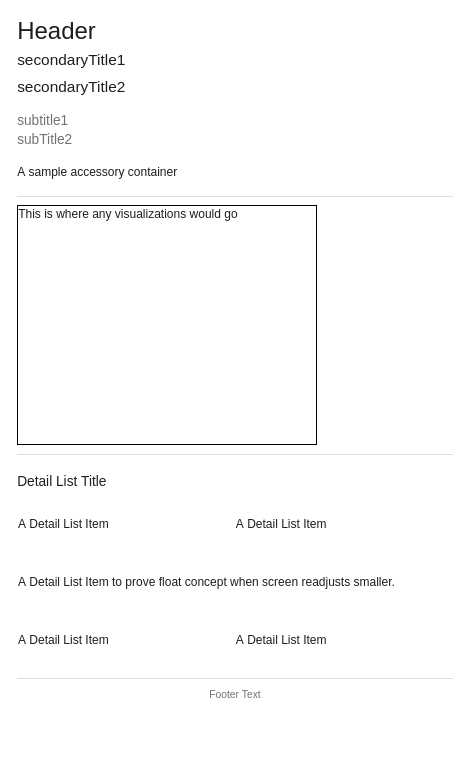 Header
secondaryTitle1
secondaryTitle2
subtitle1
subTitle2
A sample accessory container
This is where any visualizations would go
Detail List Title
A Detail List Item
A Detail List Item
A Detail List Item to prove float concept when screen readjusts smaller.
A Detail List Item
A Detail List Item
Footer Text